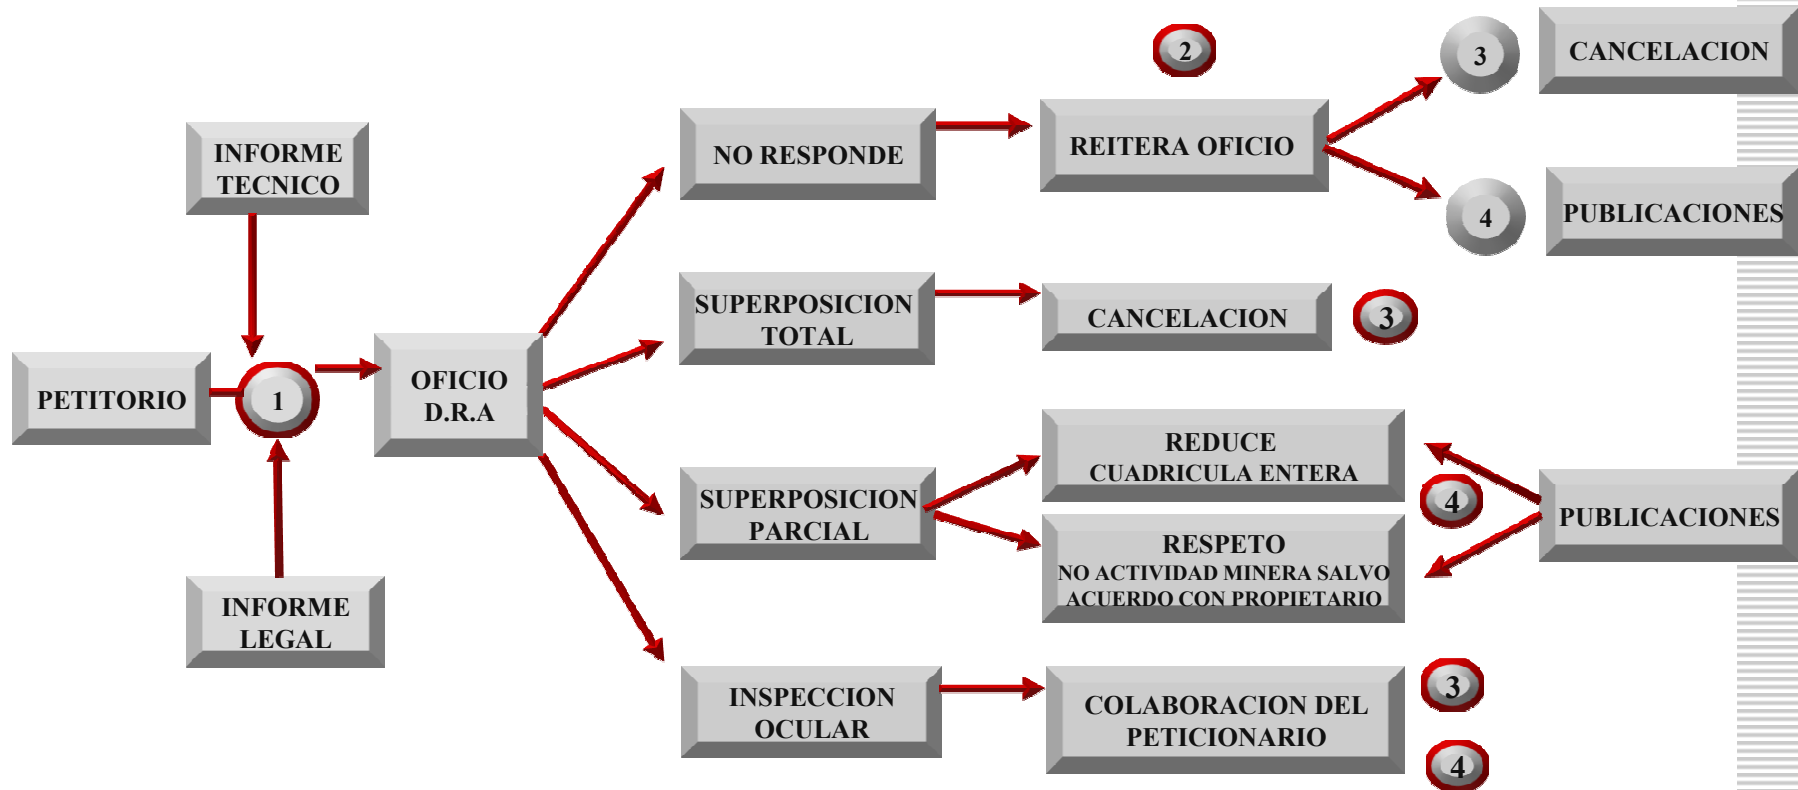 2
3
CANCELACION
INFORME
TECNICO
NO RESPONDE
REITERA OFICIO
4
PUBLICACIONES
SUPERPOSICION
TOTAL
CANCELACION
3
PETITORIO
1
OFICIO
D.R.A
REDUCE
CUADRICULA ENTERA
SUPERPOSICION
PARCIAL
4
PUBLICACIONES
RESPETO
NO ACTIVIDAD MINERA SALVO
ACUERDO CON PROPIETARIO
INFORME
LEGAL
INSPECCION
OCULAR
COLABORACION DEL
PETICIONARIO
3
4